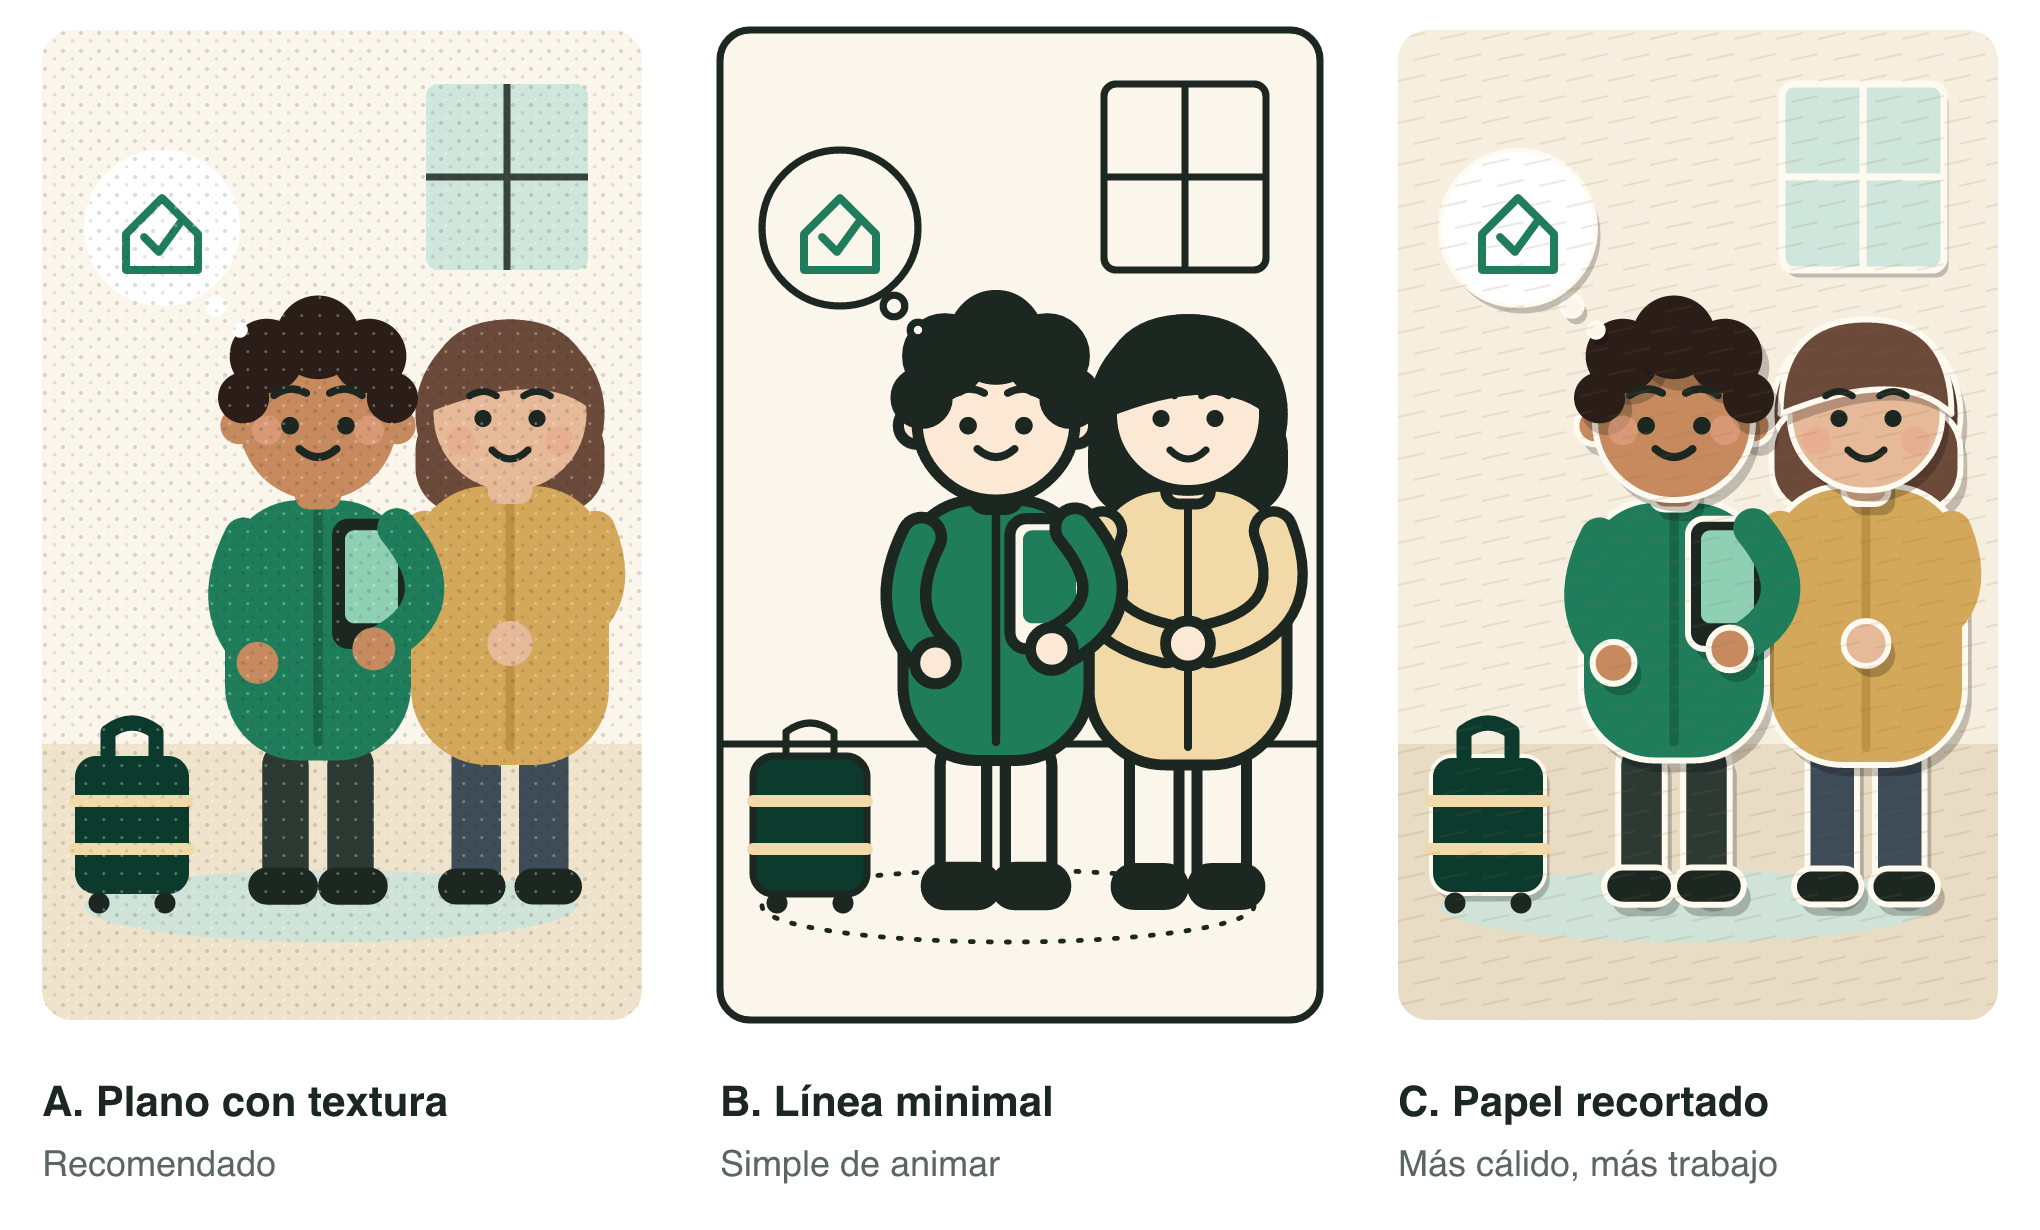 A. Plano con textura
Recomendado
B. Línea minimal
Simple de animar
C. Papel recortado
Más cálido, más trabajo